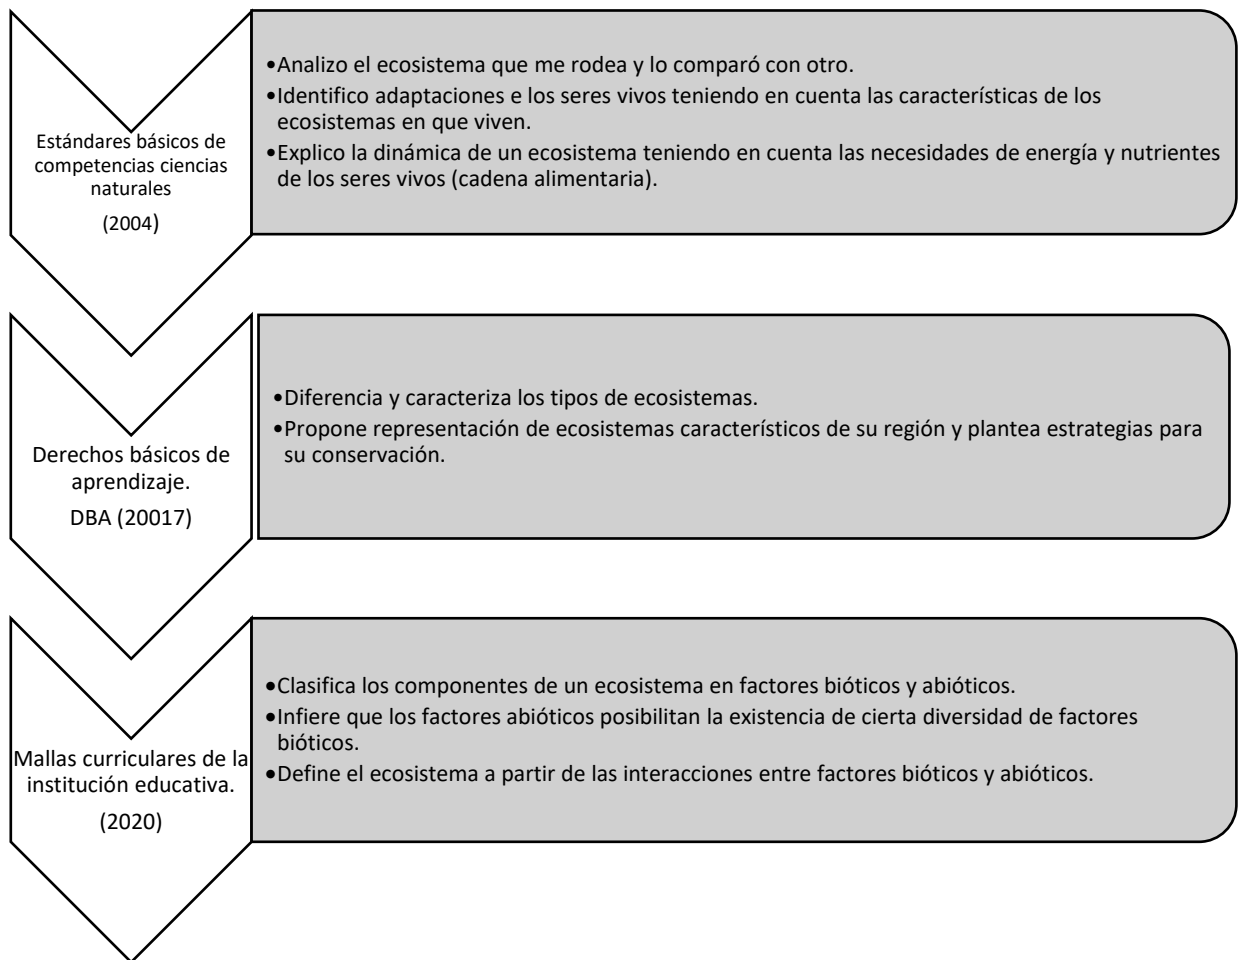 Estándares básicos de
competencias ciencias
naturales
(2004)
•Analizo el ecosistema que me rodea y lo comparó con otro.
•Identifico adaptaciones e los seres vivos teniendo en cuenta las características de los
ecosistemas en que viven.
•Explico la dinámica de un ecosistema teniendo en cuenta las necesidades de energía y nutrientes
de los seres vivos (cadena alimentaria).
Derechos básicos de
aprendizaje.
DBA (20017)
•Diferencia y caracteriza los tipos de ecosistemas.
•Propone representación de ecosistemas característicos de su región y plantea estrategias para
su conservación.
Mallas curriculares de la
institución educativa.
(2020)
•Clasifica los componentes de un ecosistema en factores bióticos y abióticos.
•Infiere que los factores abióticos posibilitan la existencia de cierta diversidad de factores
bióticos.
•Define el ecosistema a partir de las interacciones entre factores bióticos y abióticos.